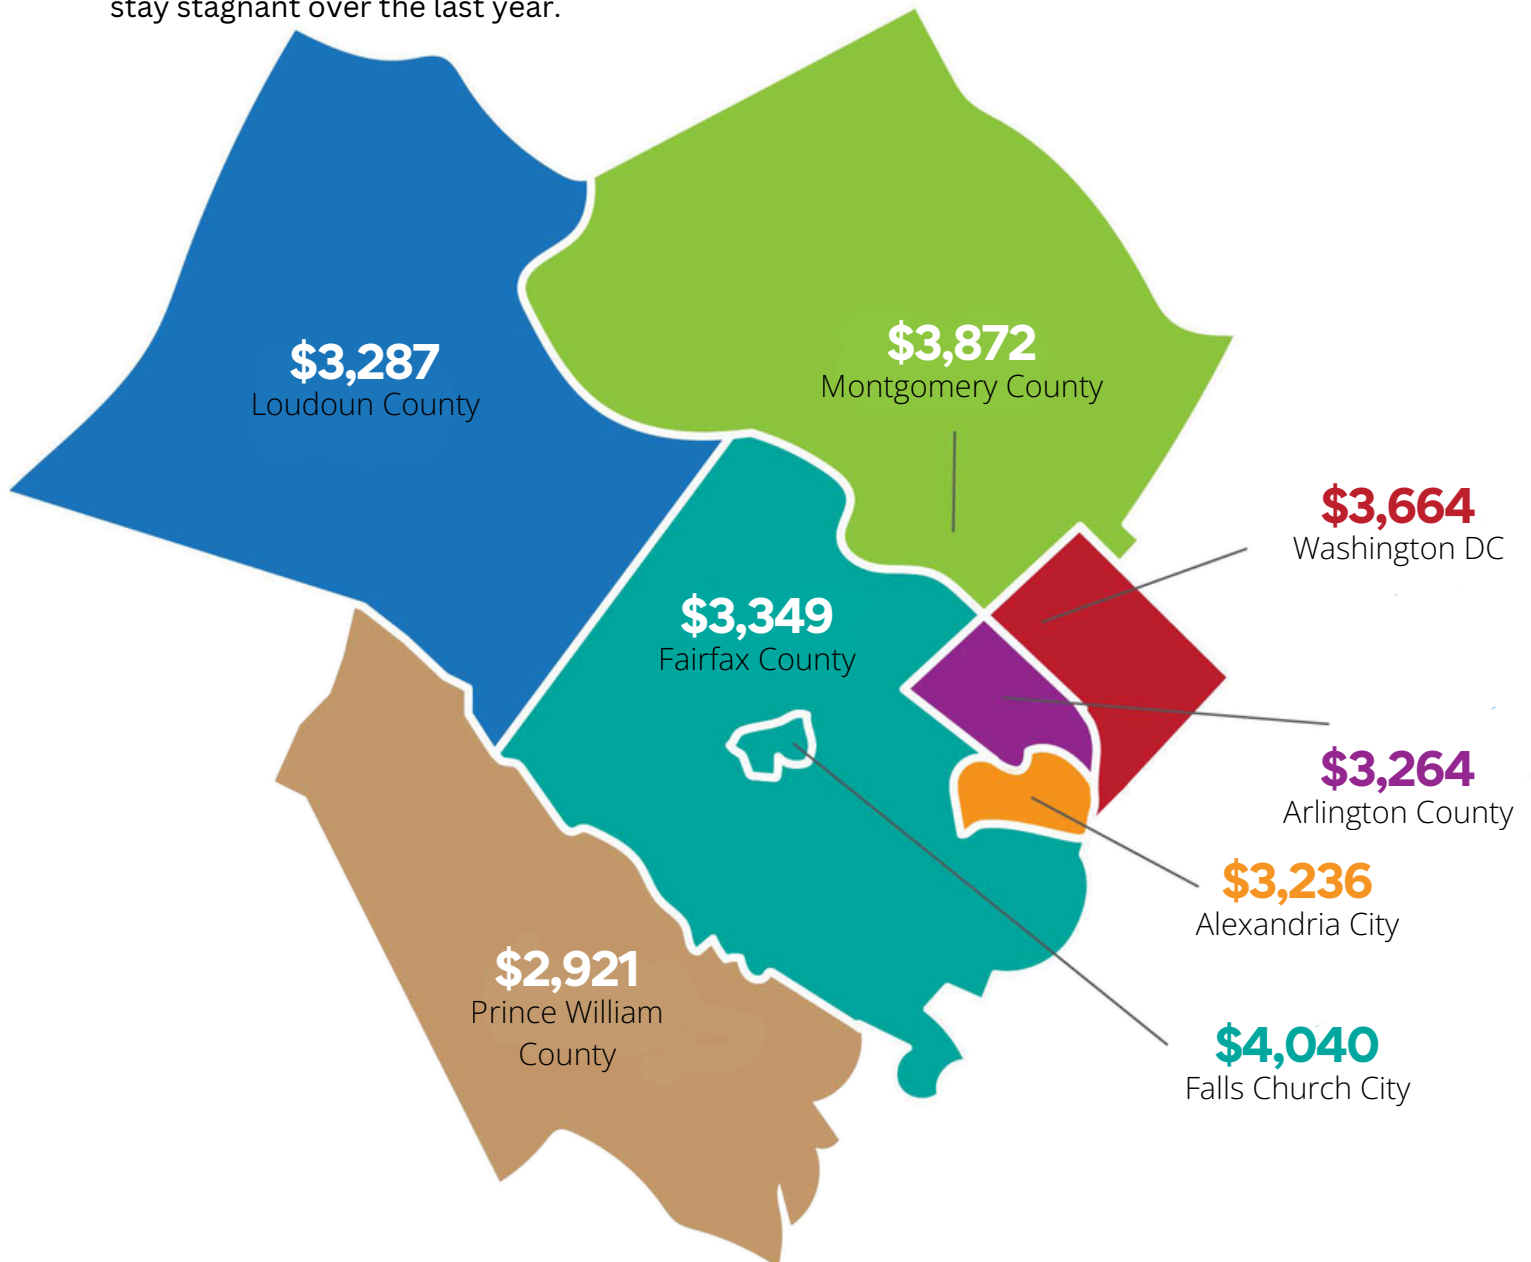 stay stagnant over the last year.
$3,287
Loudoun County
$3,872
Montgomery County
$3,664
Washington DC
$3,349
Fairfax County
$3,264
Arlington County
$3,236
Alexandria City
$2,921
Prince William
County
$4,040
Falls Church City